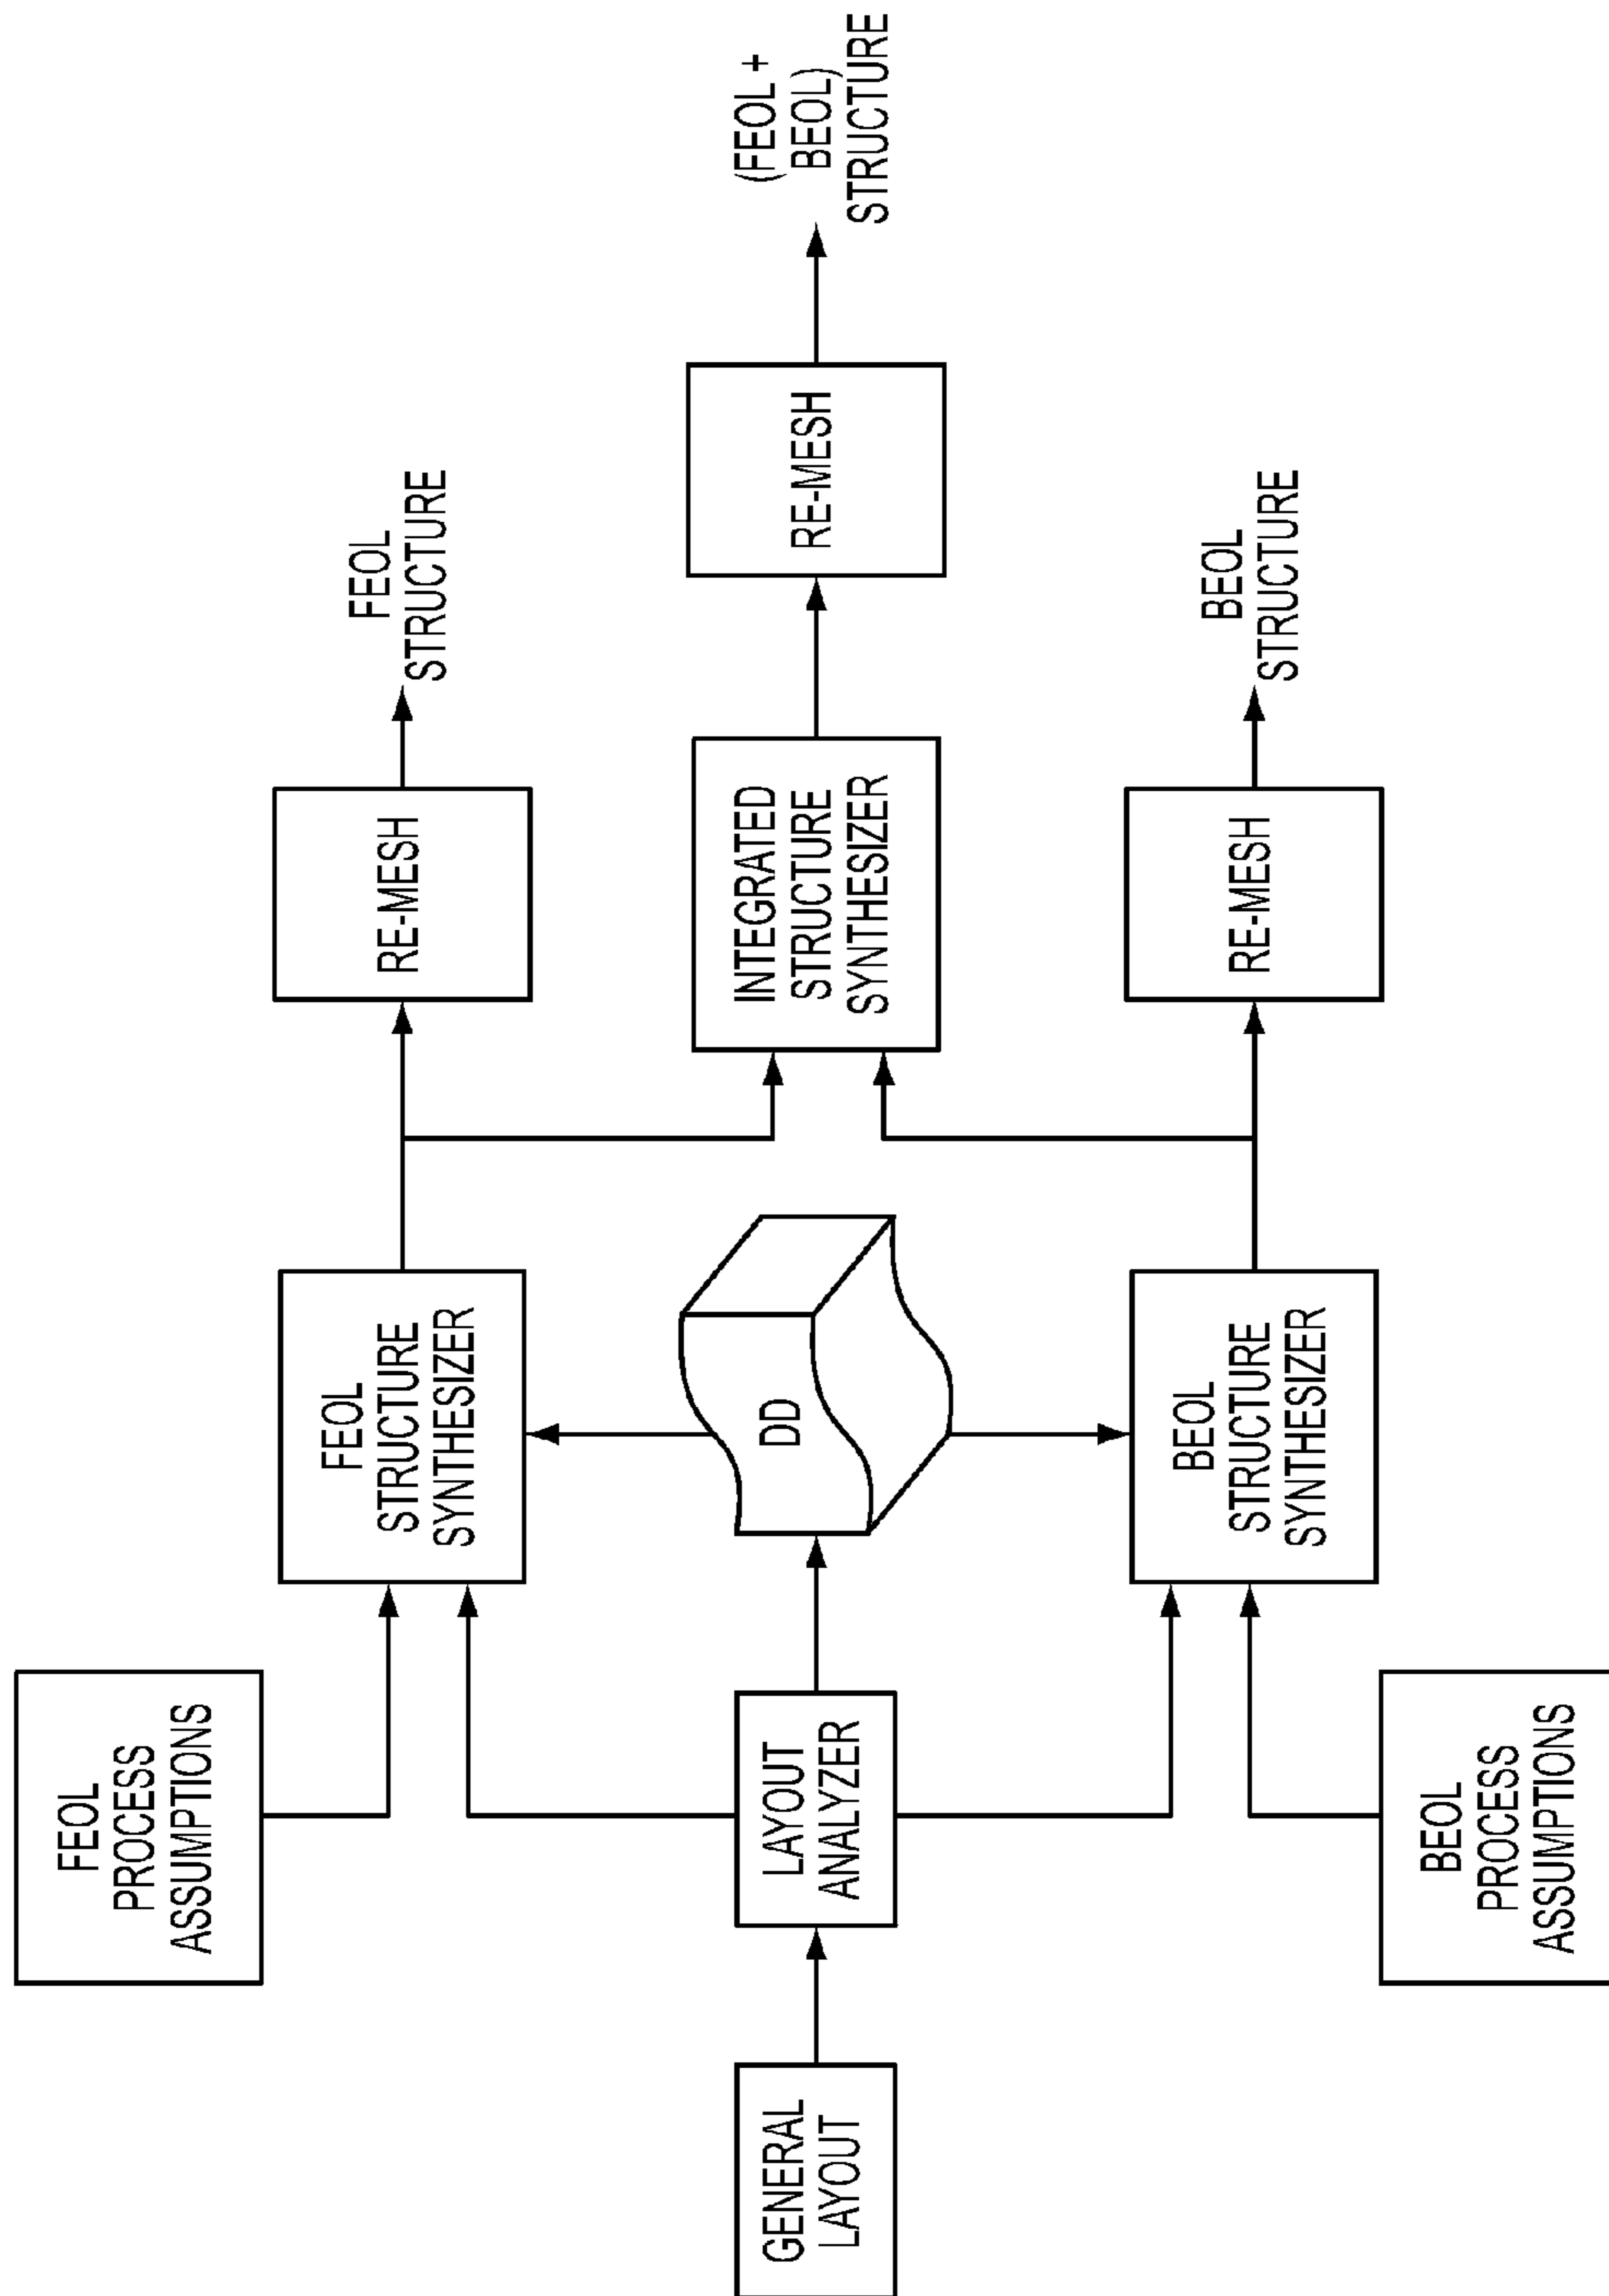 FEOL
PROCESS
ASSUMPTIONS
FEOL
STRUCTURE
SYNTHESIZER
RE-MESH
FEOL
STRUCTURE
GENERAL
LAYOUT
LAYOUT
ANALYZER
DD
INTEGRATED
STRUCTURE
SYNTHESIZER
RE-MESH
(FEOL +
BEOL)
STRUCTURE
BEOL
PROCESS
ASSUMPTIONS
BEOL
STRUCTURE
SYNTHESIZER
RE-MESH
BEOL
STRUCTURE